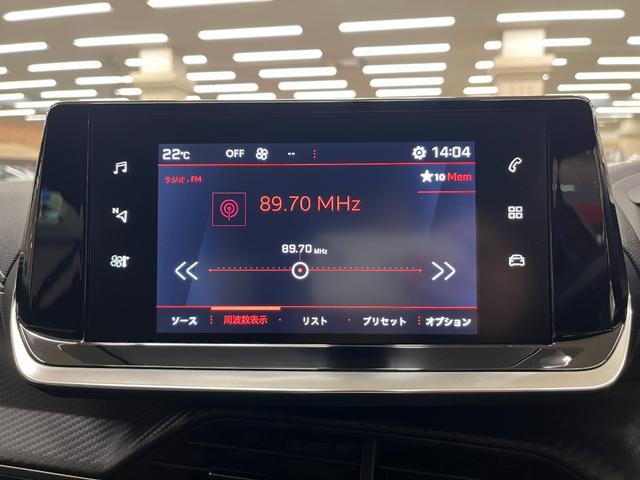 22°C OFF -- 14:04
ラジオ.FM
★10 Mem
89.70 MHz
N
89.70 MHz
ソース 周波数表示 リスト プリセット オプション